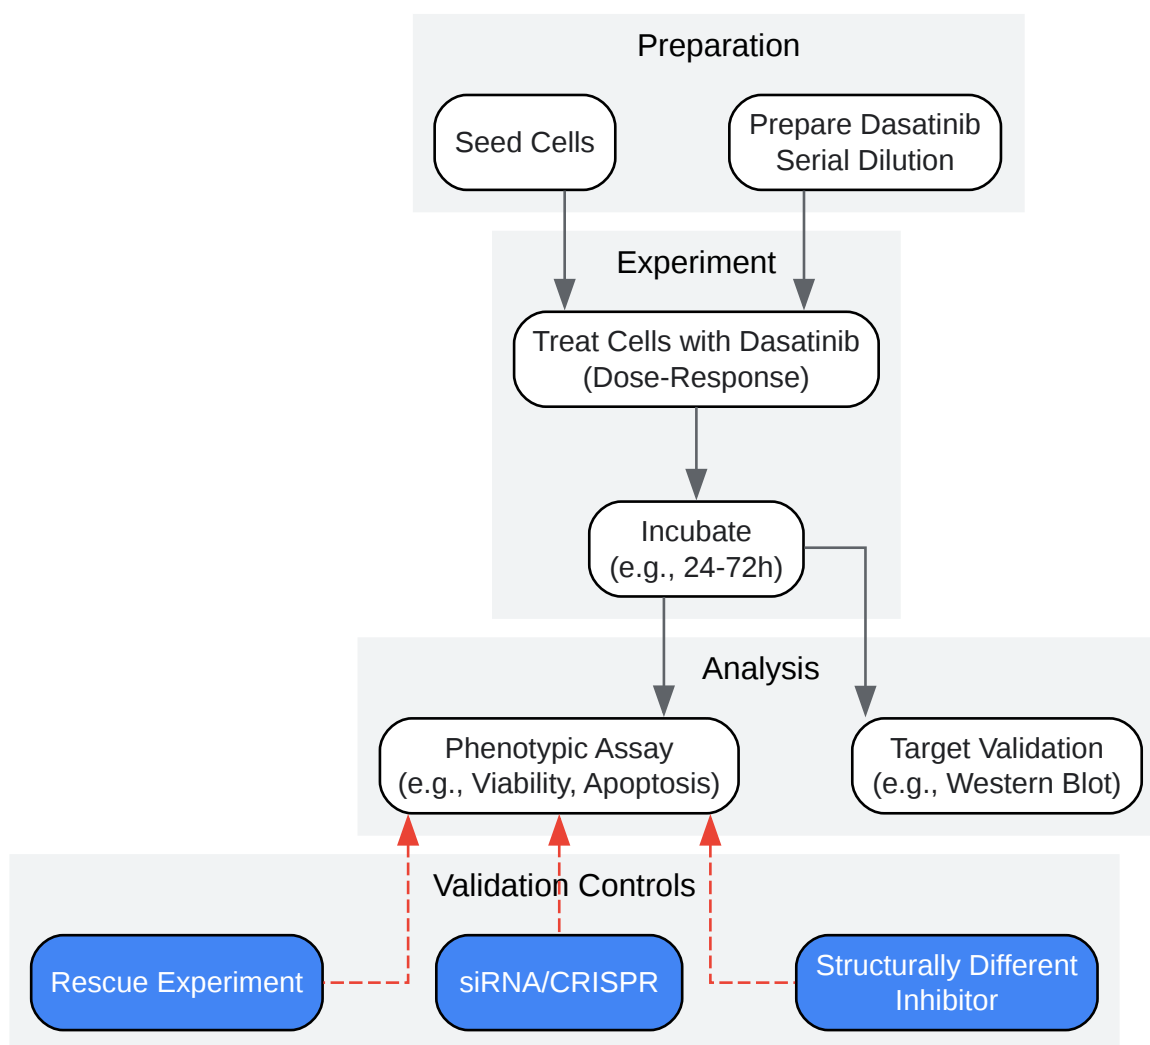 Preparation
Seed Cells
Prepare Dasatinib
Serial Dilution
Experiment
Treat Cells with Dasatinib
(Dose-Response)
Incubate
(e.g., 24-72h)
Analysis
Phenotypic Assay
(e.g., Viability, Apoptosis)
Target Validation
(e.g., Western Blot)
Validation Controls
Rescue Experiment
siRNA/CRISPR
Structurally Different
Inhibitor